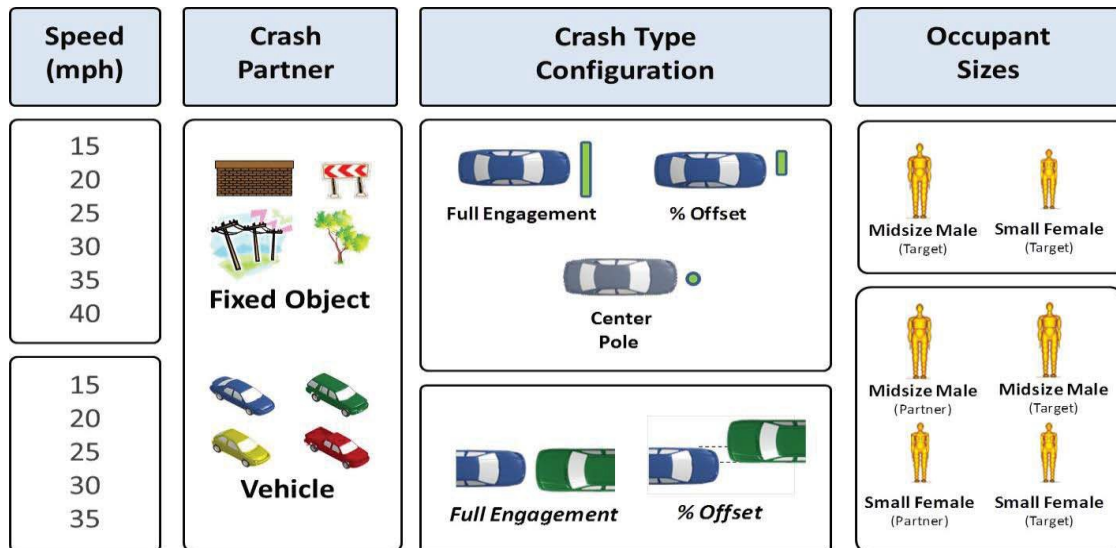 Speed
(mph)
Crash
Partner
Crash Type
Configuration
Occupant
Sizes
15
20
25
30
35
40
15
20
25
30
35
Fixed Object
Vehicle
Full Engagement
% Offset
Center
Pole
Full Engagement
% Offset
Midsize Male
(Target)
Small Female
(Target)
Midsize Male
(Partner)
Midsize Male
(Target)
Small Female
(Partner)
Small Female
(Target)